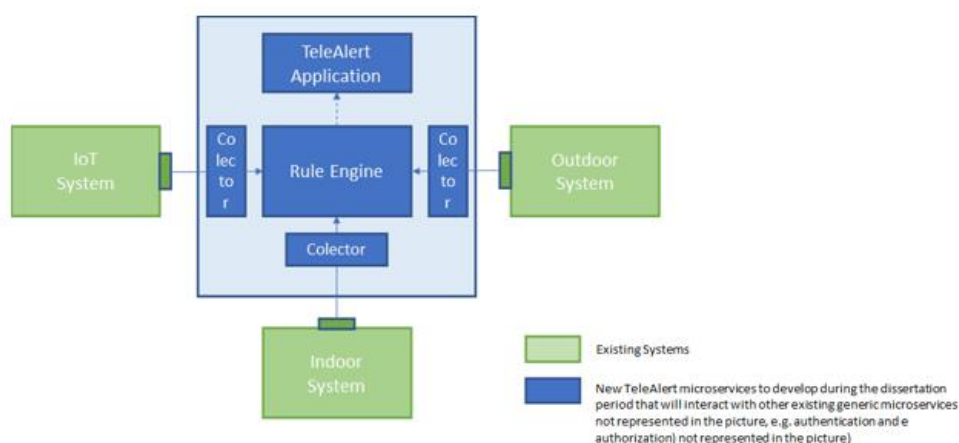 TeleAlert
Application
Co
lec
to
r
Rule Engine
Co
lec
to
r
IoT
System
Outdoor
System
Colector
Indoor
System
Existing Systems
New TeleAlert microservices to develop during the dissertation
period that will interact with other existing generic microservices
not represented in the picture, e.g. authentication and e
authorization) not represented in the picture)